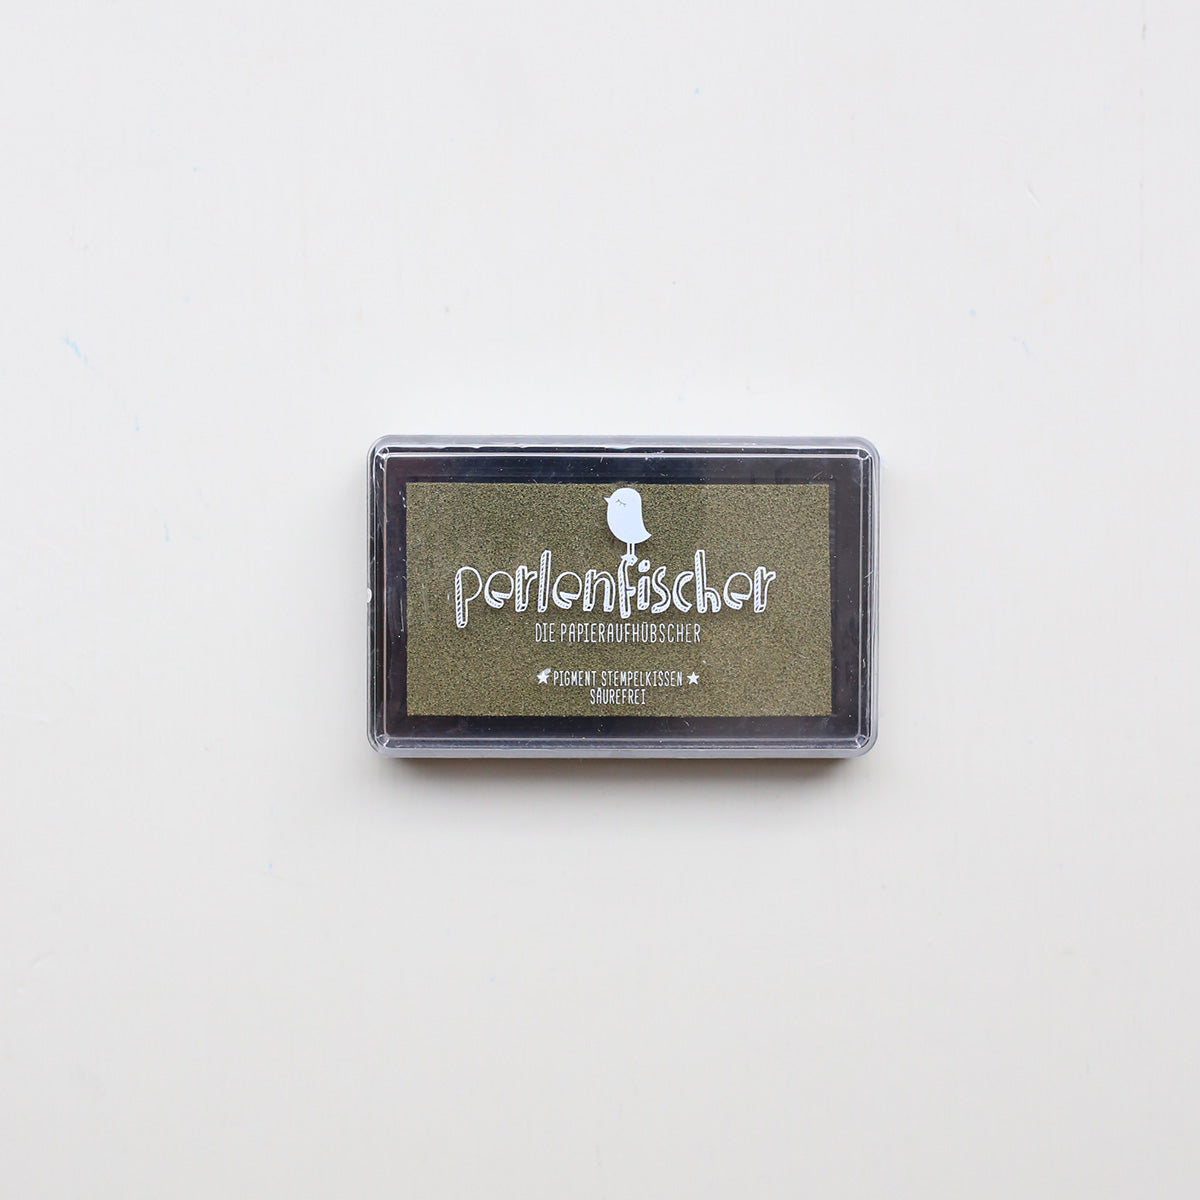 perlenfischer
DIE PAPIERAUFHÜBSCHER
PIGMENT STEMPELKISSEN
SÄUREFREI